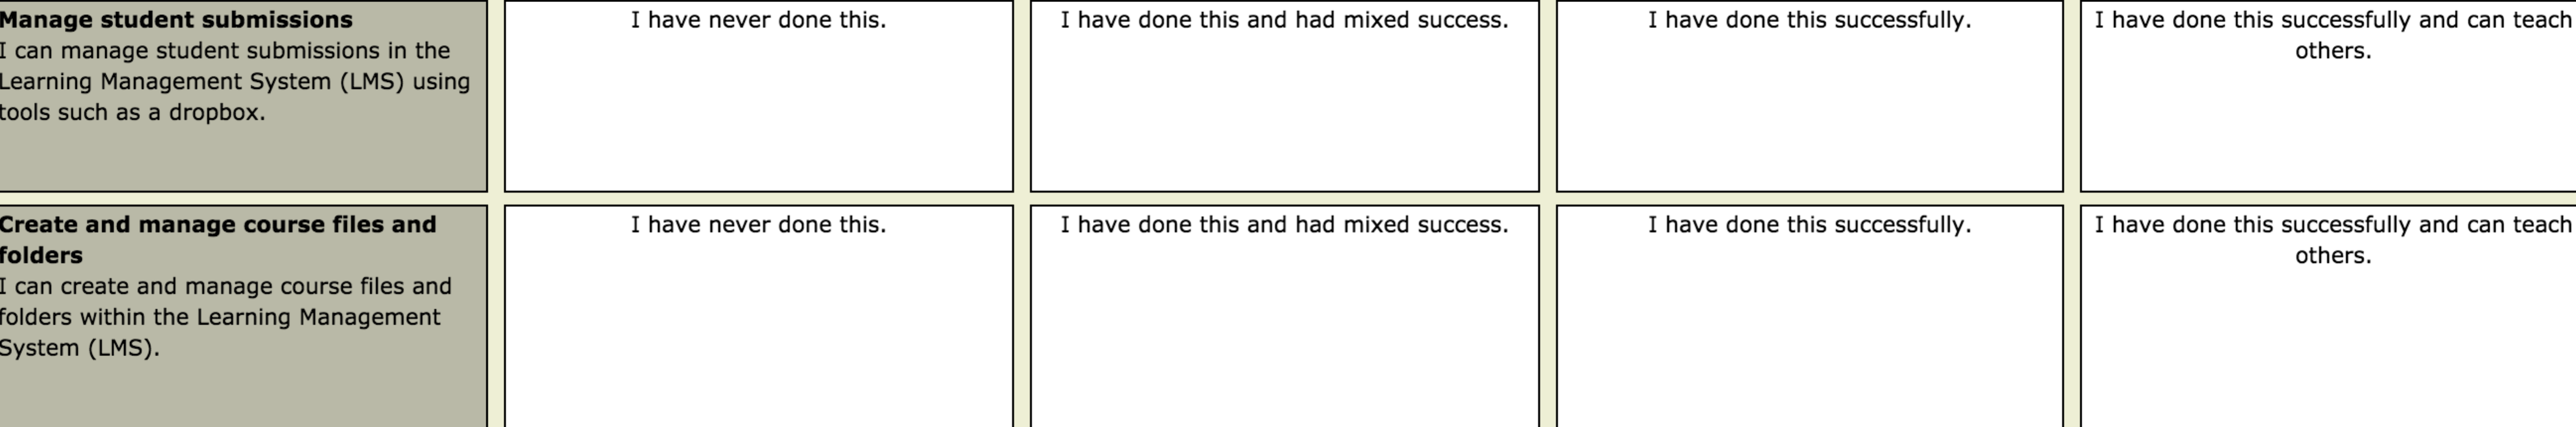 Manage student submissions
I can manage student submissions in the
Learning Management System (LMS) using
tools such as a dropbox.
I have never done this.
I have done this and had mixed success.
I have done this successfully.
I have done this successfully and can teach
others.
Create and manage course files and
folders
I can create and manage course files and
folders within the Learning Management
System (LMS).
I have never done this.
I have done this and had mixed success.
I have done this successfully.
I have done this successfully and can teach
others.